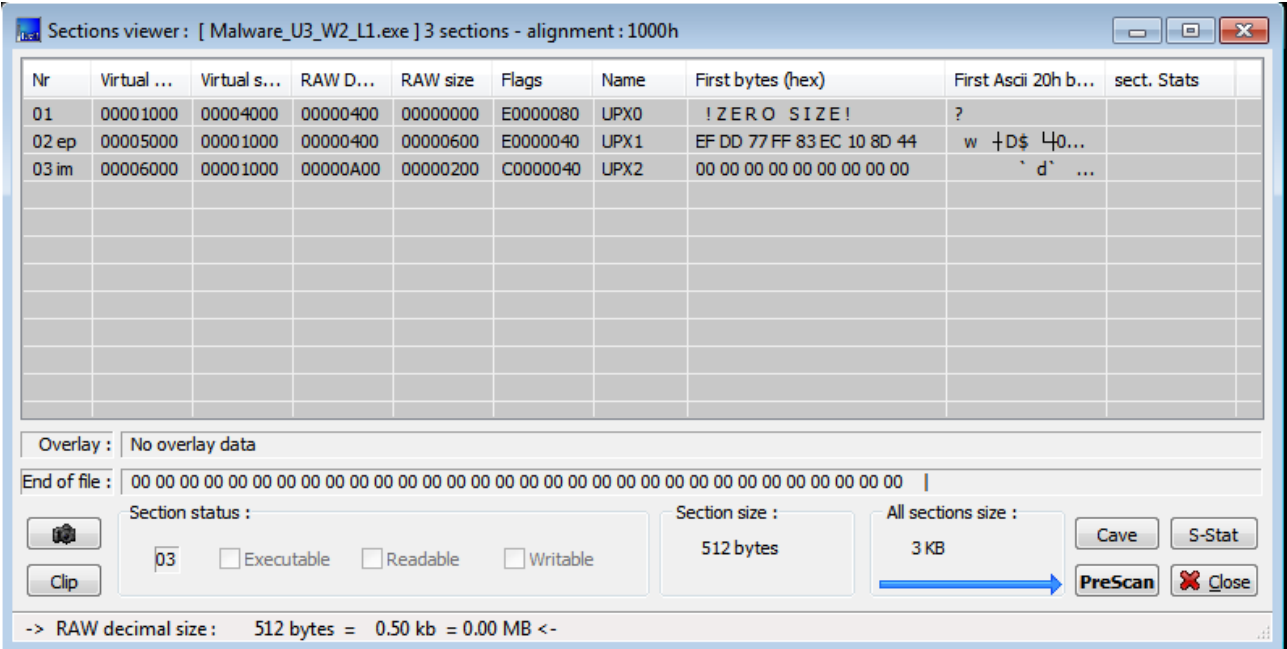 Sections viewer : [ Malware_U3_W2_L1.exe ] 3 sections - alignment : 1000h
Nr Virtual ... Virtual s... RAW D... RAW size Flags Name First bytes (hex) First Ascii 20h b... sect. Stats
01 00001000 00004000 00000400 00000000 E0000080 UPX0 ! Z E R O S I Z E ! ?
02 ep 00005000 00001000 00000400 00000600 E0000040 UPX1 EF DD 77 FF 83 EC 10 8D 44 w ┼D$ ╙┤0...
03 im 00006000 00001000 00000A00 00000200 C0000040 UPX2 00 00 00 00 00 00 00 00 00 ` d` ...
Overlay : No overlay data
End of file : 00 00 00 00 00 00 00 00 00 00 00 00 00 00 00 00 00 00 00 00 00 00 00 00 00 00 00 00 00 00 00 00 |
Section status : Section size : All sections size :
03 Executable Readable Writable 512 bytes 3 KB Cave S-Stat
Clip PreScan Close
-> RAW decimal size : 512 bytes = 0.50 kb = 0.00 MB <-